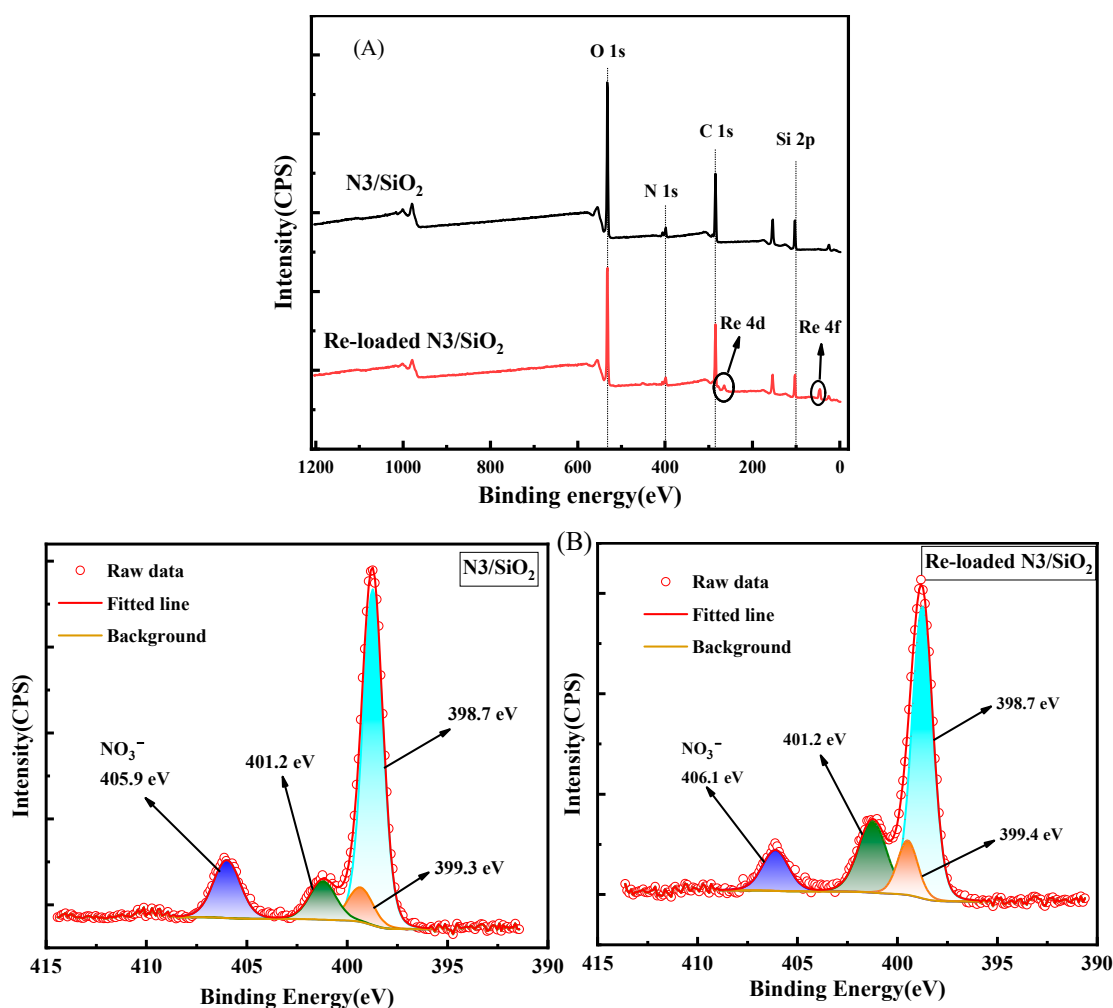 (A)
O 1s
C 1s
Si 2p
N 1s
N3/SiO₂
Re 4d
Re 4f
Re-loaded N3/SiO₂
Intensity(CPS)
1200 1000 800 600 400 200 0
Binding energy(eV)
(B)
N3/SiO₂
Raw data
Fitted line
Background
398.7 eV
NO₃⁻
405.9 eV
401.2 eV
399.3 eV
Intensity(CPS)
415 410 405 400 395 390
Binding Energy(eV)
Re-loaded N3/SiO₂
Raw data
Fitted line
Background
398.7 eV
401.2 eV
NO₃⁻
406.1 eV
399.4 eV
Intensity(CPS)
415 410 405 400 395 390
Binding Energy(eV)